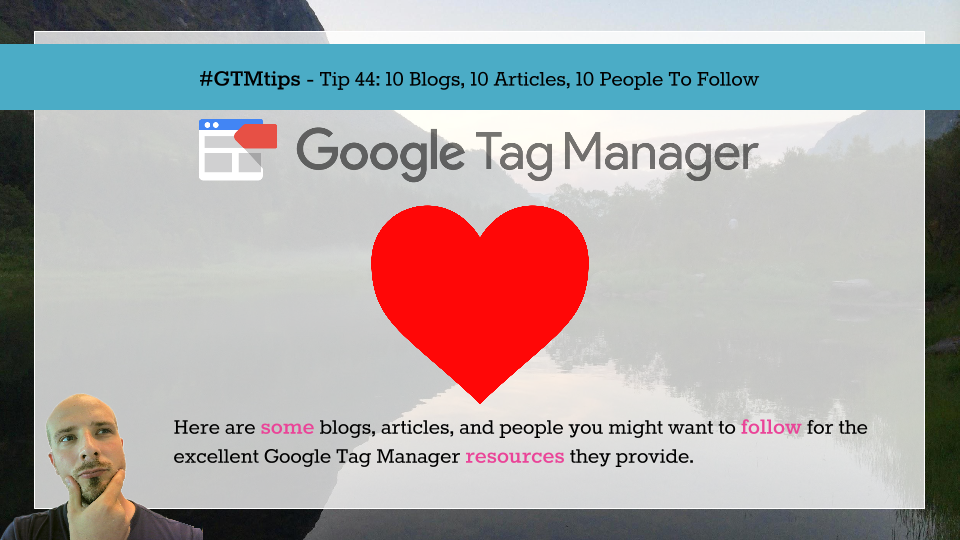 #GTMtips - Tip 44: 10 Blogs, 10 Articles, 10 People To Follow
Google Tag Manager
Here are some blogs, articles, and people you might want to follow for the
excellent Google Tag Manager resources they provide.